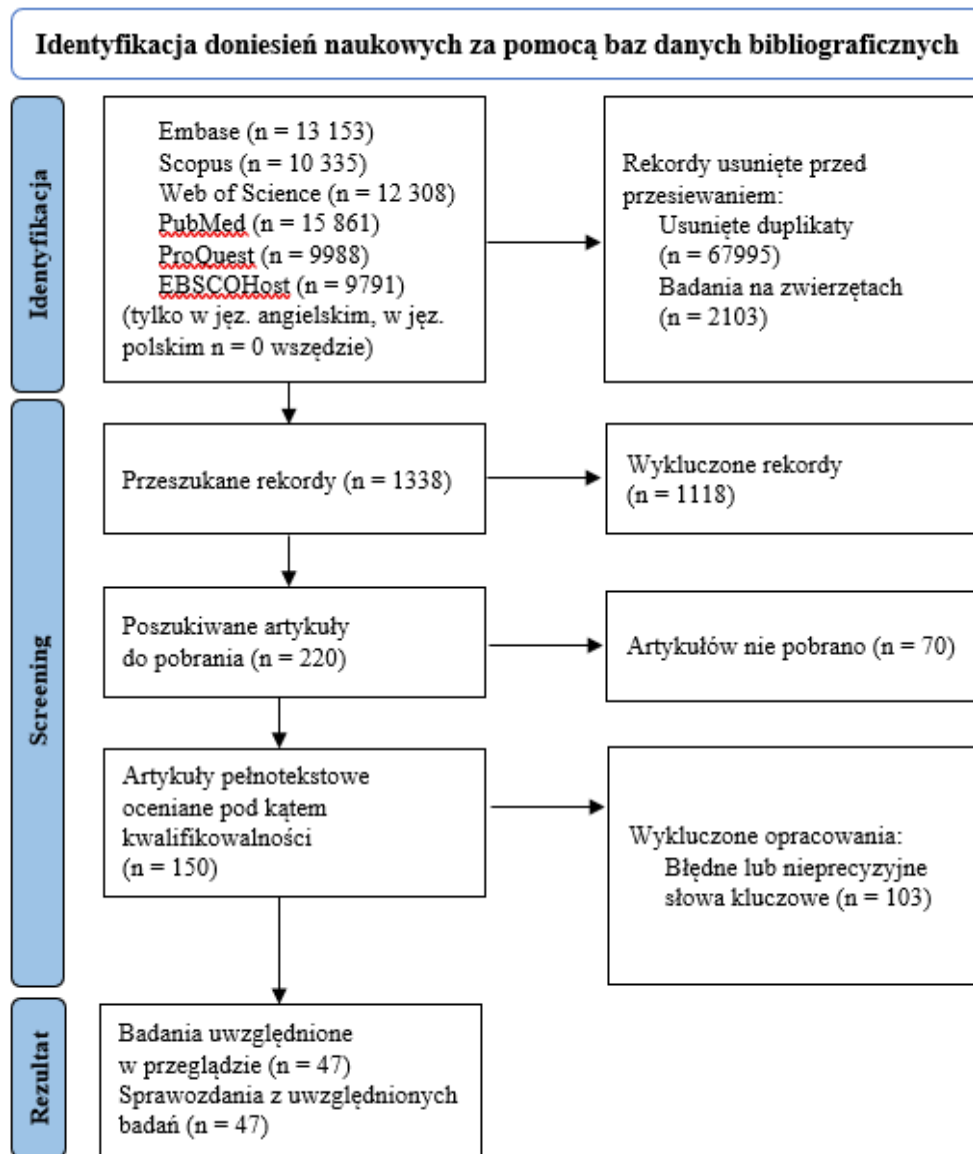 Identyfikacja doniesień naukowych za pomocą baz danych bibliograficznych
Identyfikacja
Embase (n = 13 153)
Scopus (n = 10 335)
Web of Science (n = 12 308)
PubMed (n = 15 861)
ProQuest (n = 9988)
EBSCOHost (n = 9791)
(tylko w jęz. angielskim, w jęz.
polskim n = 0 wszędzie)
Rekordy usunięte przed
przesiewaniem:
Usunięte duplikaty
(n = 67995)
Badania na zwierzętach
(n = 2103)
Screening
Przeszukane rekordy (n = 1338)
Wykluczone rekordy
(n = 1118)
Poszukiwane artykuły
do pobrania (n = 220)
Artykułów nie pobrano (n = 70)
Artykuły pełnotekstowe
oceniane pod kątem
kwalifikowalności
(n = 150)
Wykluczone opracowania:
Błędne lub nieprecyzyjne
słowa kluczowe (n = 103)
Rezultat
Badania uwzględnione
w przeglądzie (n = 47)
Sprawozdania z uwzględnionych
badań (n = 47)